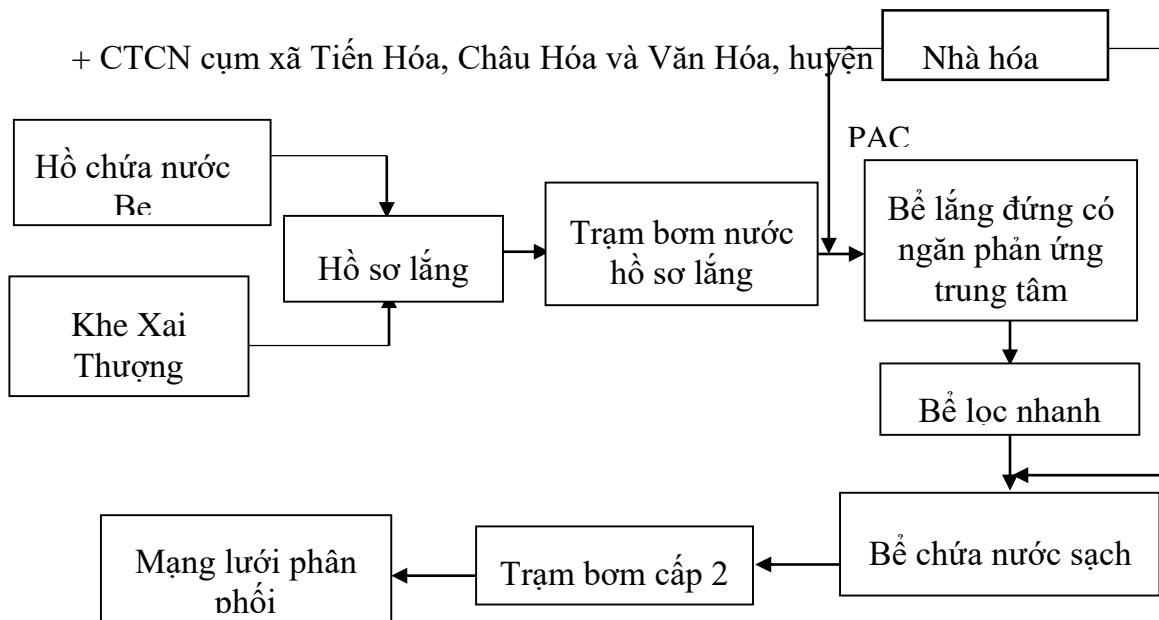 + CTCN cụm xã Tiến Hóa, Châu Hóa và Văn Hóa, huyện
Nhà hóa
PAC
Hồ chứa nước
Be
Hồ sơ lắng
Trạm bơm nước
hồ sơ lắng
Bể lắng đứng có
ngăn phản ứng
trung tâm
Khe Xai
Thượng
Bể lọc nhanh
Bể chứa nước sạch
Trạm bơm cấp 2
Mạng lưới phân
phối